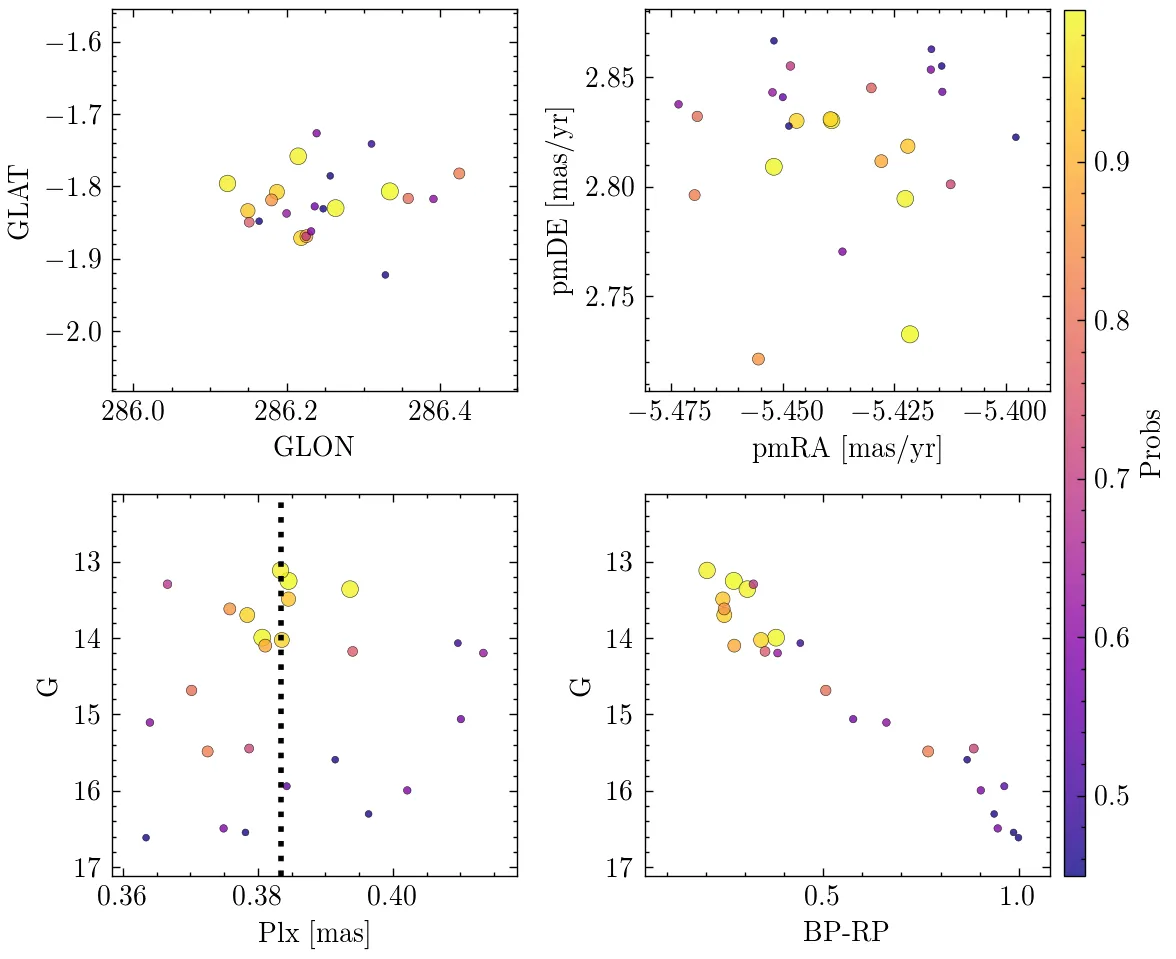 −1.6
−1.7
−1.8
−1.9
−2.0
GLAT
286.0 286.2 286.4
GLON
2.85
2.80
2.75
pmDE [mas/yr]
−5.475 −5.450 −5.425 −5.400
pmRA [mas/yr]
0.9
0.8
0.7
0.6
0.5
Probs
13
14
15
16
17
G
0.36 0.38 0.40
Plx [mas]
13
14
15
16
17
G
0.5 1.0
BP-RP